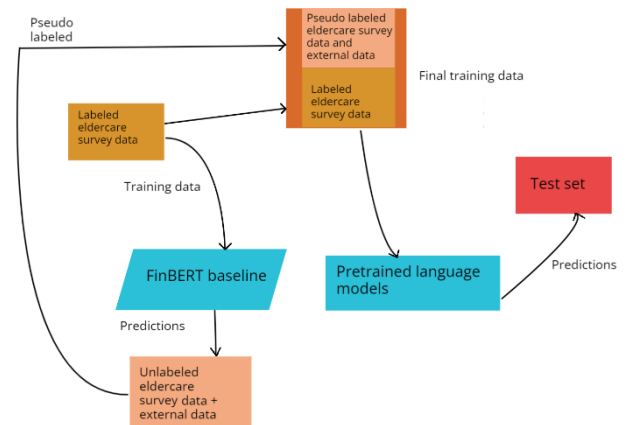 Pseudo
labeled
Pseudo labeled
eldercare survey
data and
external data
Labeled
eldercare
survey data
Final training data
Labeled
eldercare
survey data
Training data
Test set
FinBERT baseline
Pretrained language
models
Predictions
Predictions
Unlabeled
eldercare
survey data +
external data